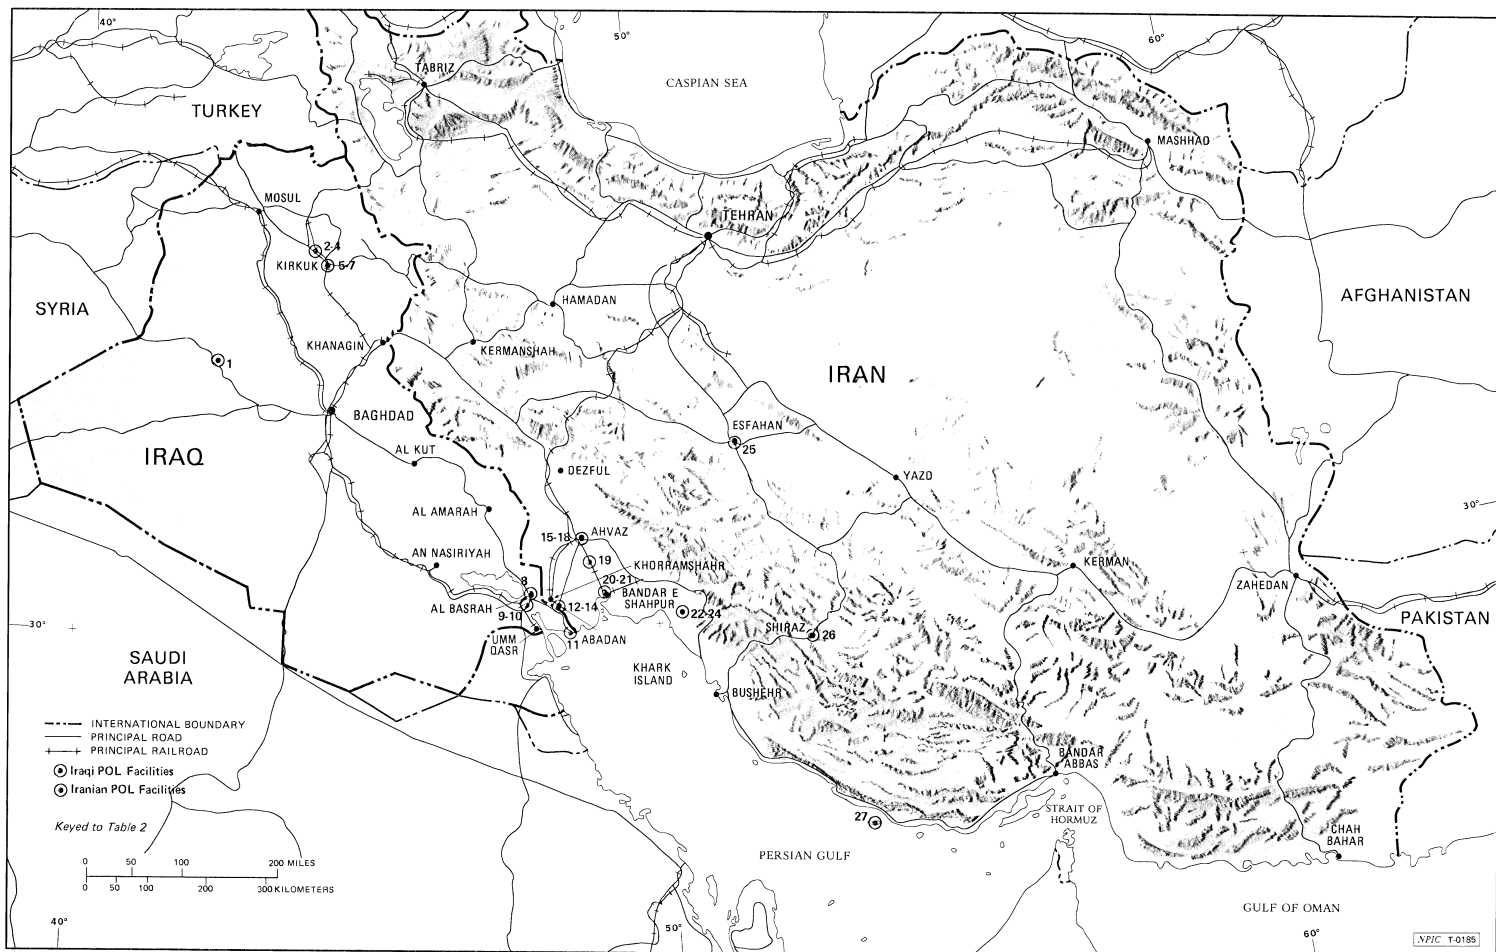 40°
50°
60°
TABRIZ
CASPIAN SEA
TURKEY
MASHHAD
MOSUL
TEHRAN
2-4
KIRKUK 5-7
SYRIA
HAMADAN
AFGHANISTAN
KHANAGIN
KERMANSHAH
1
IRAN
BAGHDAD
ESFAHAN
25
AL KUT
IRAQ
DEZFUL
YAZD
30°
AL AMARAH
15-18 AHVAZ
AN NASIRIYAH
19
KHORRAMSHAHR
KERMAN
8
20-21
ZAHEDAN
BANDAR E
SHAHPUR
AL BASRAH
12-14
22-24
9-10
PAKISTAN
30°
SHIRAZ 26
UMM
QASR
ABADAN
11
SAUDI
ARABIA
KHARK
ISLAND
BUSHEHR
INTERNATIONAL BOUNDARY
PRINCIPAL ROAD
PRINCIPAL RAILROAD
Iraqi POL Facilities
Iranian POL Facilities
BANDAR
ABBAS
STRAIT OF
HORMUZ
27
Keyed to Table 2
CHAH
BAHAR
PERSIAN GULF
0 50 100 200 MILES
0 50 100 200 300 KILOMETERS
GULF OF OMAN
40°
50°
60°
NPIC T-0185